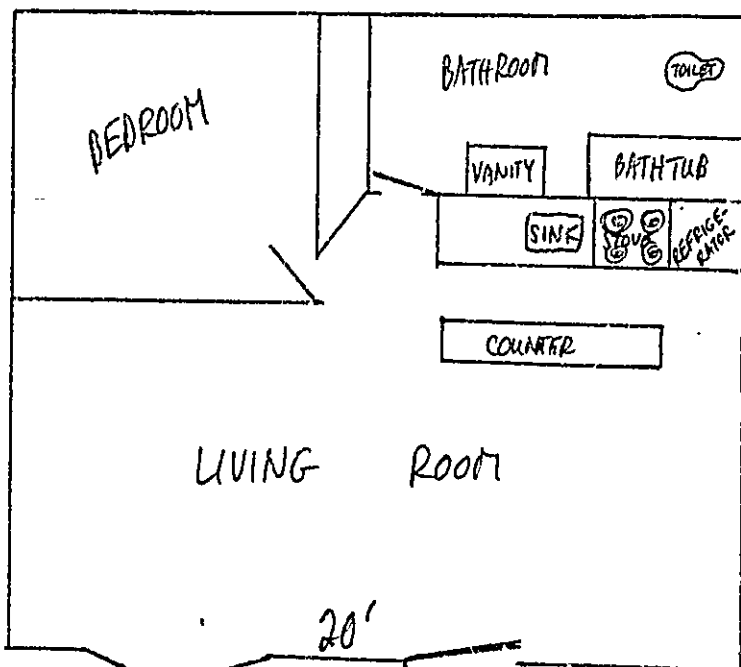 BATHROOM
TOILET
BEDROOM
VANITY
BATHTUB
SINK
STOVE
REFRIGE-
RATOR
COUNTER
LIVING ROOM
20'